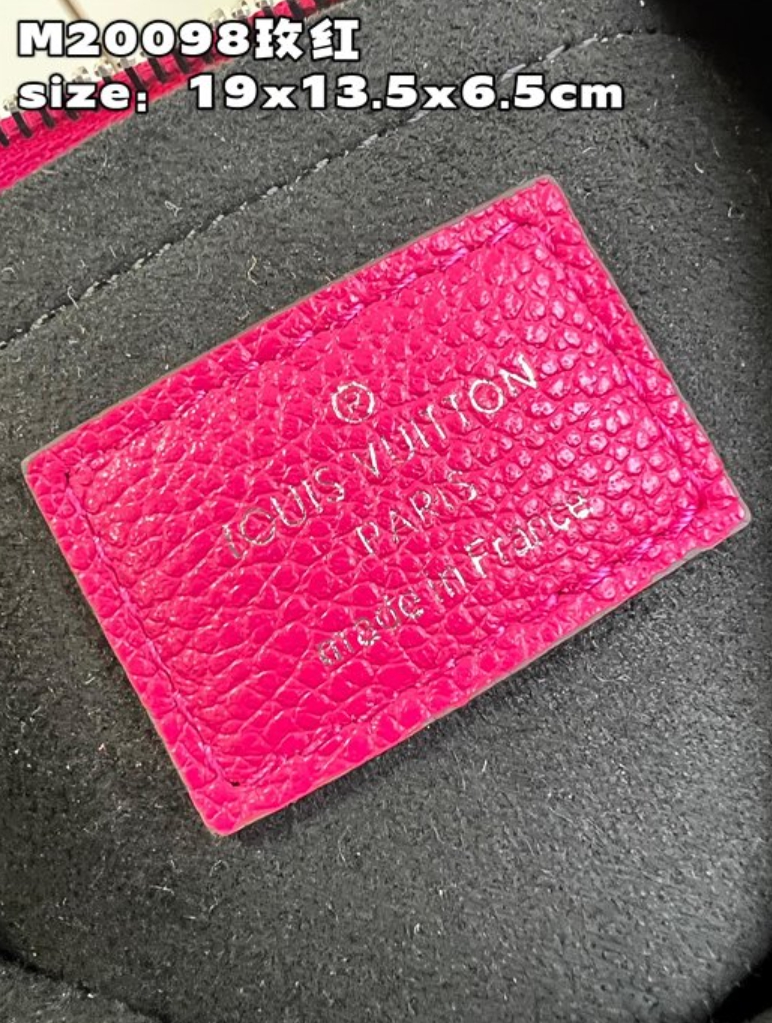 M20098玫红
size：19x13.5x6.5cm
®
LOUIS VUITTON
PARIS
made in France